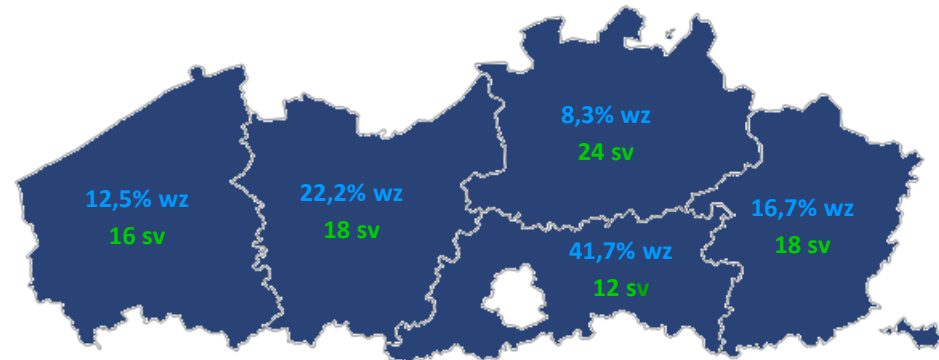 8,3% wz
24 sv
12,5% wz
16 sv
22,2% wz
18 sv
16,7% wz
18 sv
41,7% wz
12 sv